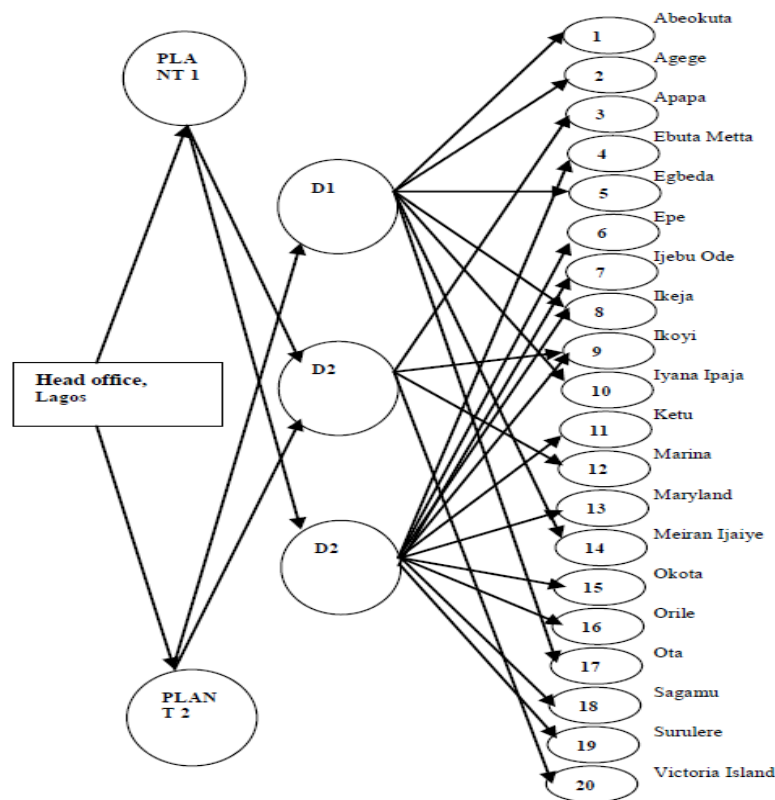 PLA
NT 1
D1
D2
Head office,
Lagos
D2
PLAN
T 2
Abeokuta
1
Agege
2
Apapa
3
Ebuta Metta
4
Egbeda
5
Epe
6
Ijebu Ode
7
Ikeja
8
Ikoyi
9
Iyana Ipaja
10
Ketu
11
Marina
12
Maryland
13
Meiran Ijaiye
14
Okota
15
Orile
16
Ota
17
Sagamu
18
Surulere
19
Victoria Island
20